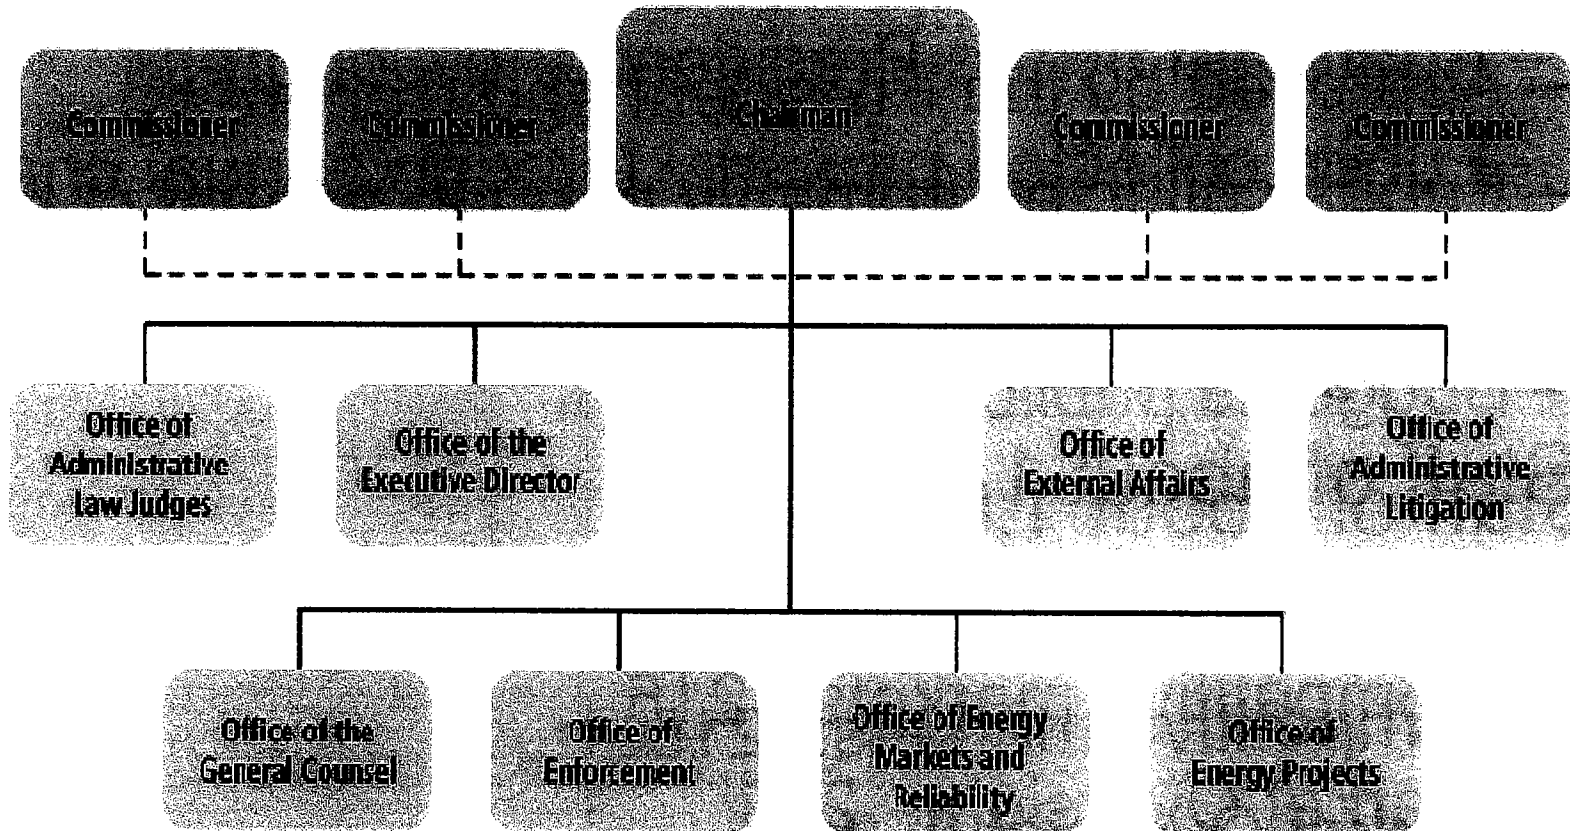 Commissioner
Commissioner
Chairman
Commissioner
Commissioner
Office of
Administrative
Law Judges
Office of the
Executive Director
Office of
External Affairs
Office of
Administrative
Litigation
Office of the
General Counsel
Office of
Enforcement
Office of Energy
Markets and
Reliability
Office of
Energy Projects